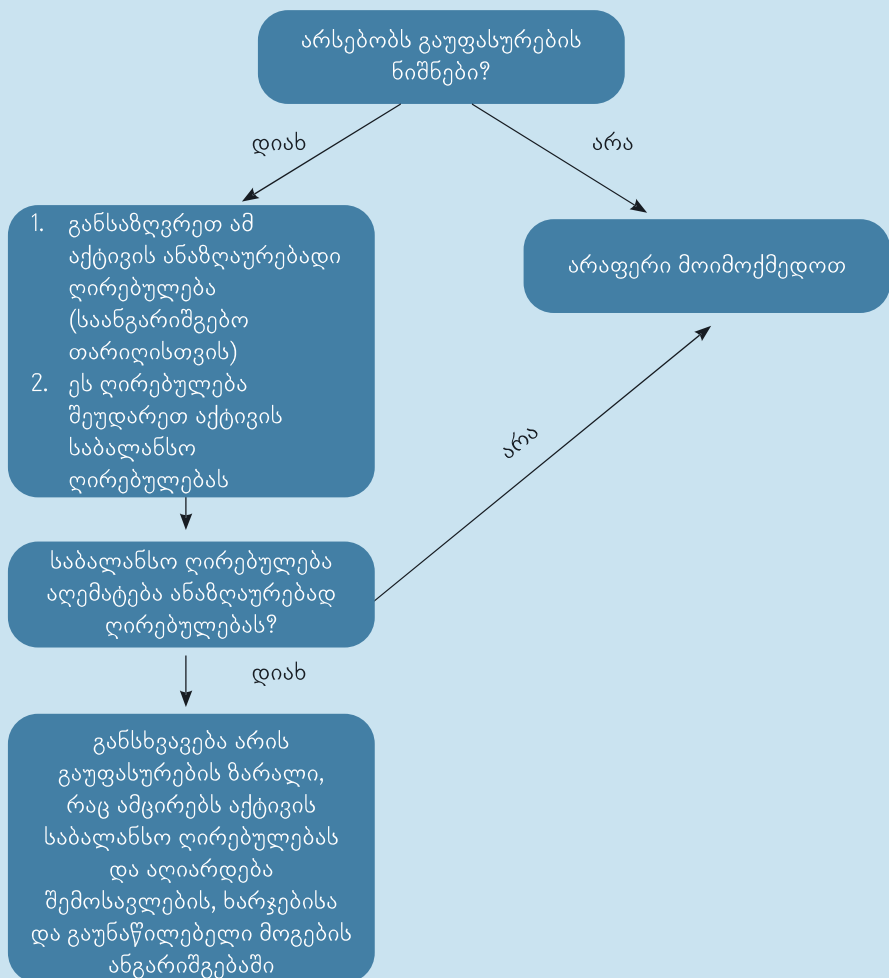 არსებობს გაუფასურების
ნიშნები?
დიახ
არა
1. განსაზღვრეთ ამ
აქტივის ანაზღაურებადი
ღირებულება
(საანგარიშგებო
თარიღისთვის)
2. ეს ღირებულება
შეუდარეთ აქტივის
საბალანსო
ღირებულებას
არაფერი მოიმოქმედოთ
არა
საბალანსო ღირებულება
აღემატება ანაზღაურებად
ღირებულებას?
დიახ
განსხვავება არის
გაუფასურების ზარალი,
რაც ამცირებს აქტივის
საბალანსო ღირებულებას
და აღიარდება
შემოსავლების, ხარჯებისა
და გაუნაწილებელი მოგების
ანგარიშგებაში